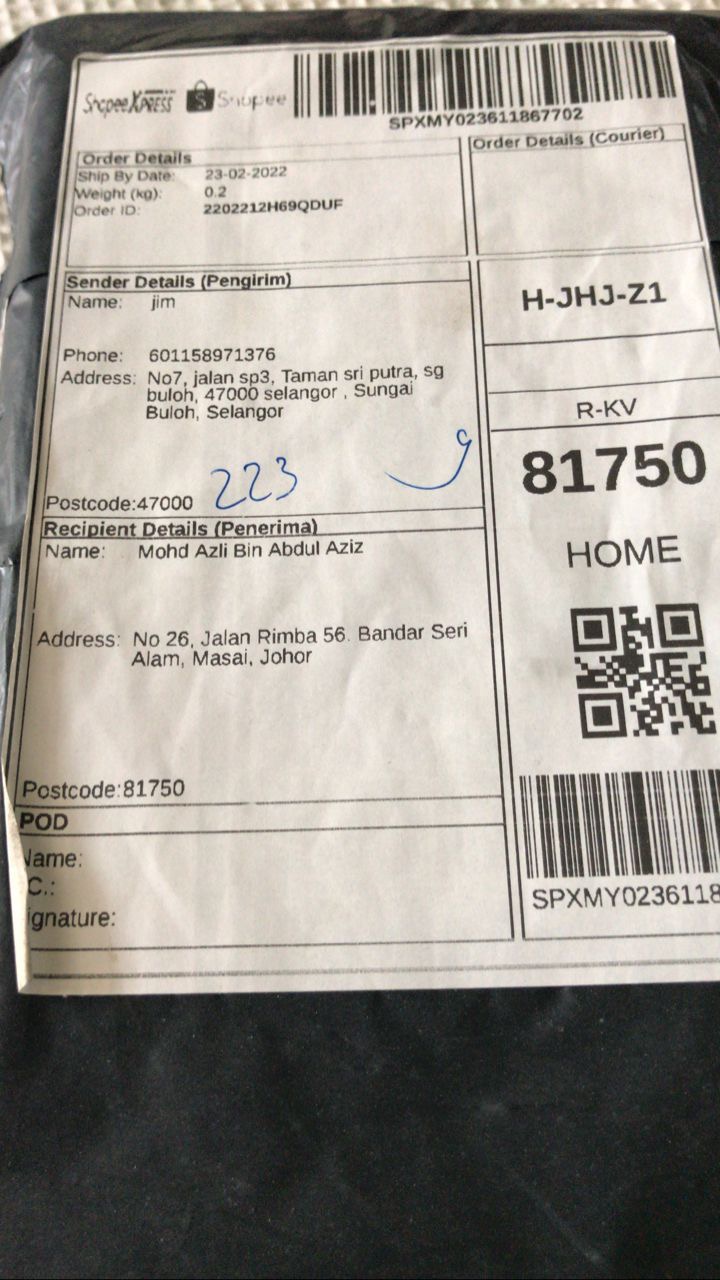 ShopeeXPRESS S Shopee
SPXMY023611867702
Order Details
Ship By Date: 23-02-2022
Weight (kg): 0.2
Order ID: 2202212H69QDUF
Order Details (Courier)
Sender Details (Pengirim)
Name: jim
Phone: 601158971376
Address: No7, jalan sp3, Taman sri putra, sg
buloh, 47000 selangor , Sungai
Buloh, Selangor
Postcode:47000
223
Recipient Details (Penerima)
Name: Mohd Azli Bin Abdul Aziz
Address: No 26, Jalan Rimba 56. Bandar Seri
Alam, Masai, Johor
Postcode:81750
POD
Name:
C.:
ignature:
H-JHJ-Z1
R-KV
81750
HOME
SPXMY0236118